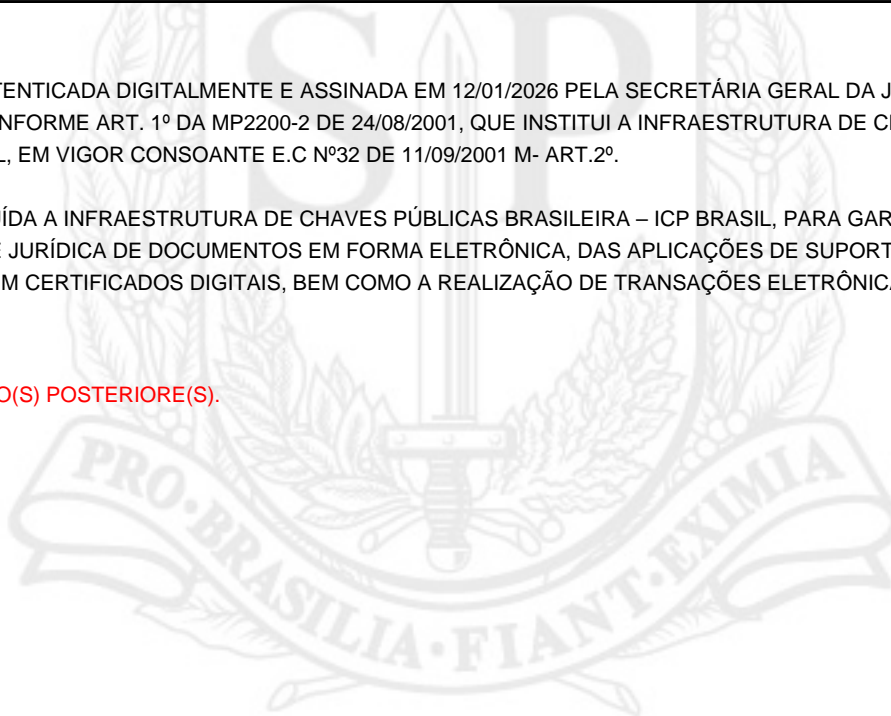 TENTICADA DIGITALMENTE E ASSINADA EM 12/01/2026 PELA SECRETÁRIA GERAL DA J
NFORME ART. 1º DA MP2200-2 DE 24/08/2001, QUE INSTITUI A INFRAESTRUTURA DE C
L, EM VIGOR CONSOANTE E.C Nº32 DE 11/09/2001 M- ART.2º.
UÍDA A INFRAESTRUTURA DE CHAVES PÚBLICAS BRASILEIRA – ICP BRASIL, PARA GAR
E JURÍDICA DE DOCUMENTOS EM FORMA ELETRÔNICA, DAS APLICAÇÕES DE SUPORT
M CERTIFICADOS DIGITAIS, BEM COMO A REALIZAÇÃO DE TRANSAÇÕES ELETRÔNICA
O(S) POSTERIORE(S).
SP
PRO·BRASILIA·FIANT·EXIMIA